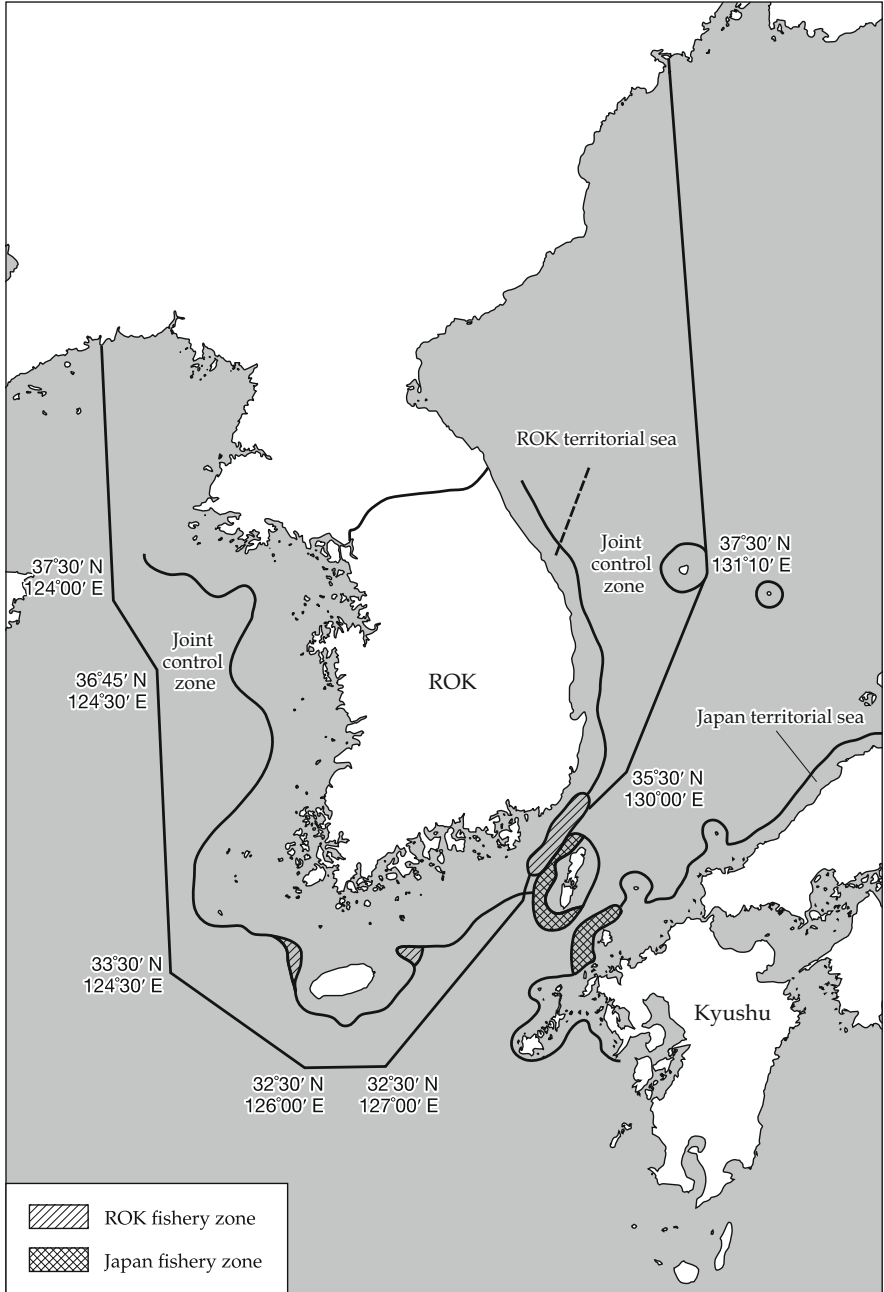 ROK territorial sea
Joint
control
zone
37°30′ N
131°10′ E
37°30′ N
124°00′ E
Joint
control
zone
36°45′ N
124°30′ E
ROK
Japan territorial sea
35°30′ N
130°00′ E
33°30′ N
124°30′ E
Kyushu
32°30′ N
126°00′ E
32°30′ N
127°00′ E
ROK fishery zone
Japan fishery zone